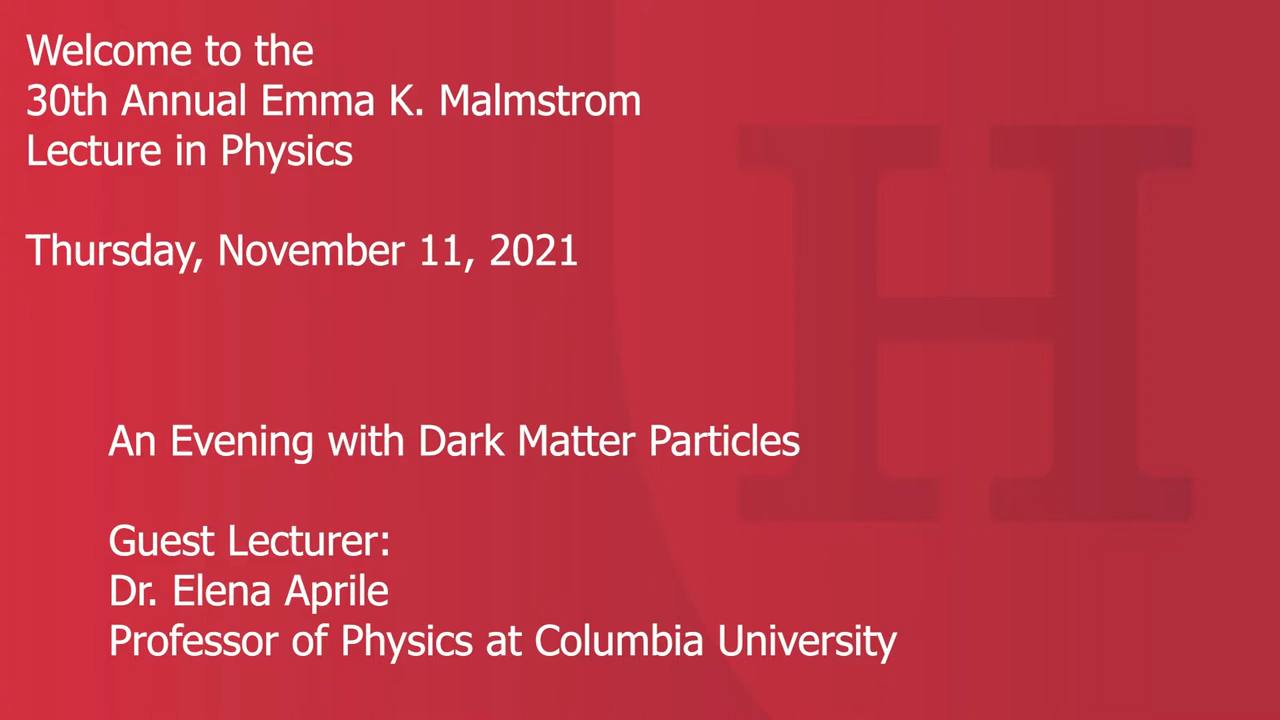 Welcome to the
30th Annual Emma K. Malmstrom
Lecture in Physics
Thursday, November 11, 2021
H
An Evening with Dark Matter Particles
Guest Lecturer:
Dr. Elena Aprile
Professor of Physics at Columbia University